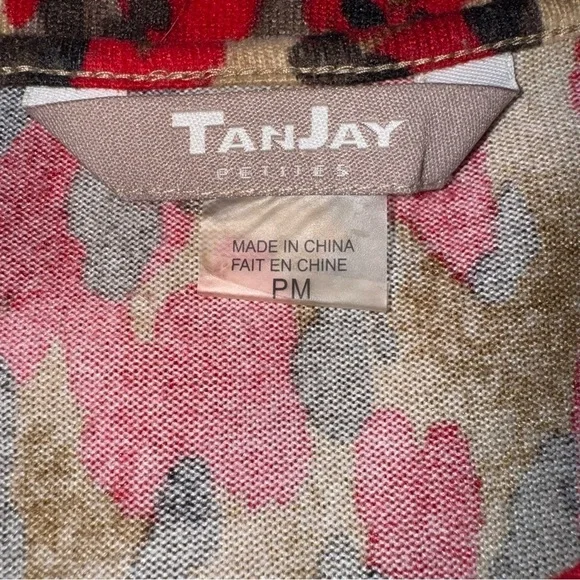 TANJAY
PETITES
MADE IN CHINA
FAIT EN CHINE
PM